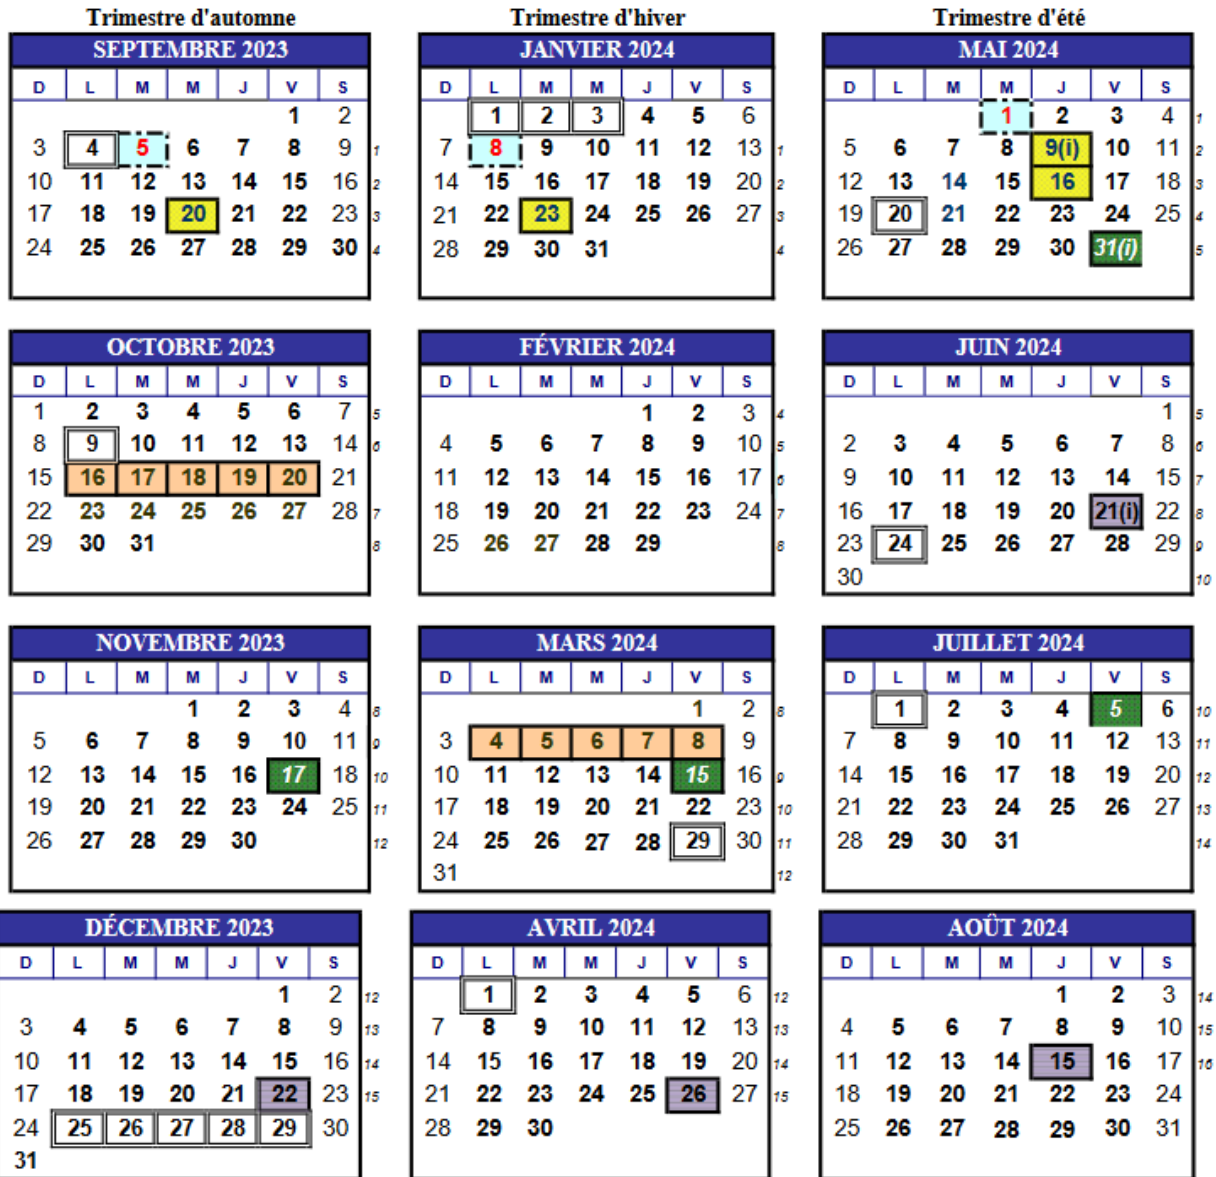 Trimestre d'automne
SEPTEMBRE 2023
D L M M J V S
1 2
3 4 5 6 7 8 9 1
10 11 12 13 14 15 16 2
17 18 19 20 21 22 23 3
24 25 26 27 28 29 30 4
OCTOBRE 2023
D L M M J V S
1 2 3 4 5 6 7 5
8 9 10 11 12 13 14 6
15 16 17 18 19 20 21
22 23 24 25 26 27 28 7
29 30 31 8
NOVEMBRE 2023
D L M M J V S
1 2 3 4 8
5 6 7 8 9 10 11 9
12 13 14 15 16 17 18 10
19 20 21 22 23 24 25 11
26 27 28 29 30 12
DÉCEMBRE 2023
D L M M J V S
1 2 12
3 4 5 6 7 8 9 13
10 11 12 13 14 15 16 14
17 18 19 20 21 22 23 15
24 25 26 27 28 29 30
31
Trimestre d'hiver
JANVIER 2024
D L M M J V S
1 2 3 4 5 6
7 8 9 10 11 12 13 1
14 15 16 17 18 19 20 2
21 22 23 24 25 26 27 3
28 29 30 31 4
FÉVRIER 2024
D L M M J V S
1 2 3 4
4 5 6 7 8 9 10 5
11 12 13 14 15 16 17 6
18 19 20 21 22 23 24 7
25 26 27 28 29 8
MARS 2024
D L M M J V S
1 2 8
3 4 5 6 7 8 9
10 11 12 13 14 15 16 9
17 18 19 20 21 22 23 10
24 25 26 27 28 29 30 11
31 12
AVRIL 2024
D L M M J V S
1 2 3 4 5 6 12
7 8 9 10 11 12 13 13
14 15 16 17 18 19 20 14
21 22 23 24 25 26 27 15
28 29 30
Trimestre d'été
MAI 2024
D L M M J V S
1 2 3 4 1
5 6 7 8 9(i) 10 11 2
12 13 14 15 16 17 18 3
19 20 21 22 23 24 25 4
26 27 28 29 30 31(i) 5
JUIN 2024
D L M M J V S
1 5
2 3 4 5 6 7 8 6
9 10 11 12 13 14 15 7
16 17 18 19 20 21(i) 22 8
23 24 25 26 27 28 29 9
30 10
JUILLET 2024
D L M M J V S
1 2 3 4 5 6 10
7 8 9 10 11 12 13 11
14 15 16 17 18 19 20 12
21 22 23 24 25 26 27 13
28 29 30 31 14
AOÛT 2024
D L M M J V S
1 2 3 14
4 5 6 7 8 9 10 15
11 12 13 14 15 16 17 16
18 19 20 21 22 23 24
25 26 27 28 29 30 31